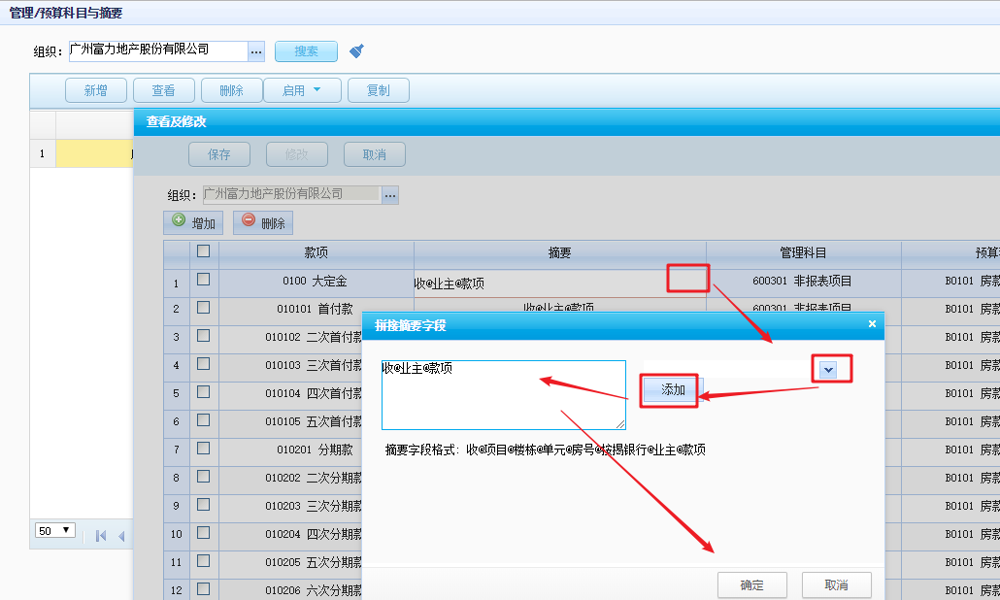 管理/预算科目与摘要
组织： 广州富力地产股份有限公司 ... 搜索
新增 查看 删除 启用 复制
查看及修改
1
保存 修改 取消
组织： 广州富力地产股份有限公司 ...
增加 删除
款项 摘要 管理科目
1 0100 大定金 收@业主@款项 600301 非报表项目 B0101 房款
2 010101 首付款 收@业主@款项 600301 非报表项目 B0101 房款
拼接摘要字段
3 010102 二次首付款 B0101 房款
4 010103 三次首付款 B0101 房款
5 010104 四次首付款 B0101 房款
6 010105 五次首付款 B0101 房款
7 010201 分期款 B0101 房款
8 010202 二次分期款 B0101 房款
9 010203 三次分期款 B0101 房款
10 010204 四次分期款 B0101 房款
11 010205 五次分期款 B0101 房款
12 010206 六次分期款 B0101 房款
收@业主@款项
添加
摘要字段格式：收@项目@楼栋@单元@房号@按揭银行@业主@款项
50
确定 取消